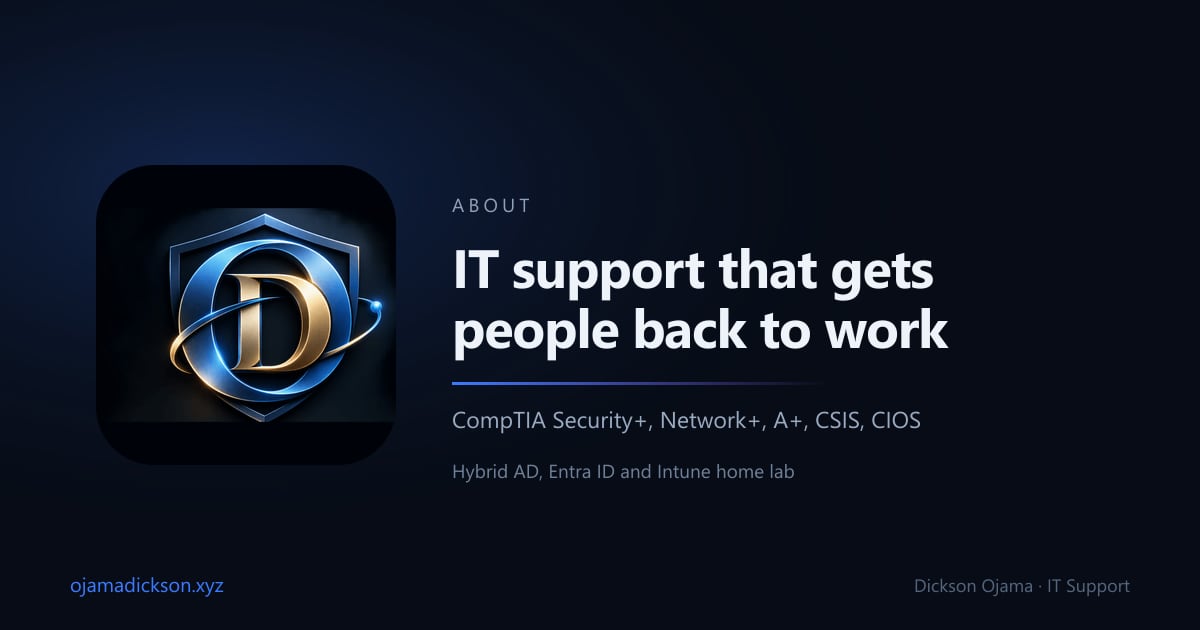 OD
ABOUT
IT support that gets
people back to work
CompTIA Security+, Network+, A+, CSIS, CIOS
Hybrid AD, Entra ID and Intune home lab
ojamadickson.xyz
Dickson Ojama · IT Support